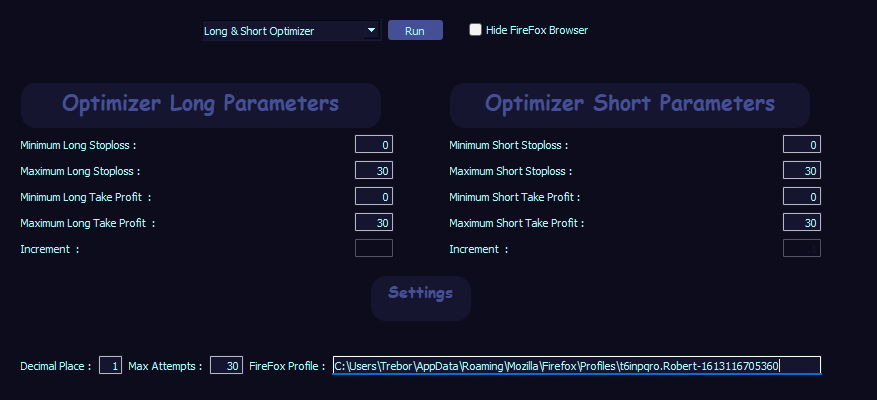 Long & Short Optimizer Run Hide FireFox Browser
Optimizer Long Parameters Optimizer Short Parameters
Minimum Long Stoploss : 0 Minimum Short Stoploss : 0
Maximum Long Stoploss : 30 Maximum Short Stoploss : 30
Minimum Long Take Profit : 0 Minimum Short Take Profit : 0
Maximum Long Take Profit : 30 Maximum Short Take Profit : 30
Increment : Increment :
Settings
Decimal Place : 1 Max Attempts : 30 FireFox Profile : C:\Users\Trebor\AppData\Roaming\Mozilla\Firefox\Profiles\t6inpqro.Robert-1613116705360